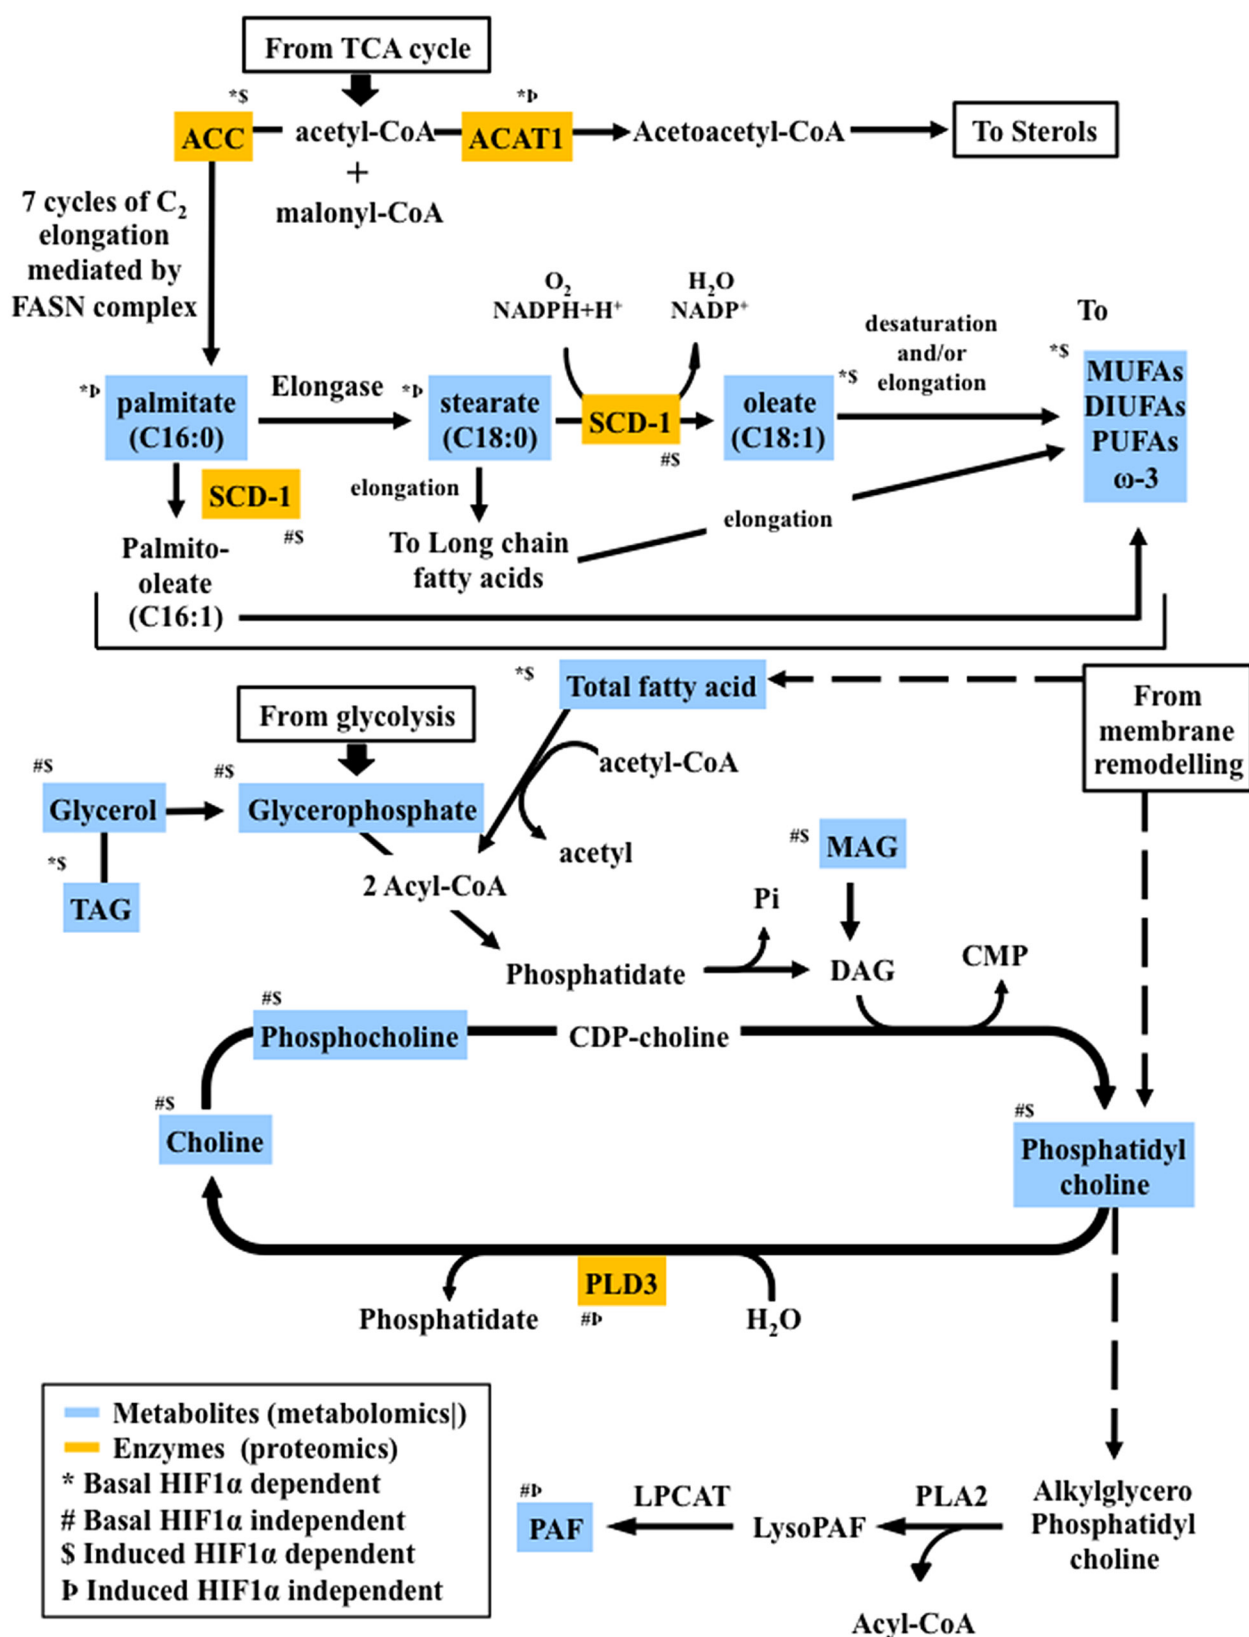 From TCA cycle
*$
*Þ
ACC
acetyl-CoA
ACAT1
Acetoacetyl-CoA
To Sterols
+
malonyl-CoA
7 cycles of C₂
elongation
mediated by
FASN complex
O₂
NADPH+H⁺
H₂O
NADP⁺
desaturation
and/or
elongation
To
*$
MUFAs
DIUFAs
PUFAs
ω-3
*Þ
palmitate
(C16:0)
Elongase
*Þ
stearate
(C18:0)
SCD-1
#$
oleate
(C18:1)
*$
SCD-1
#$
elongation
elongation
Palmito-
oleate
(C16:1)
To Long chain
fatty acids
*$
Total fatty acid
From
membrane
remodelling
From glycolysis
acetyl-CoA
acetyl
#$
Glycerol
#$
Glycerophosphate
*$
TAG
2 Acyl-CoA
#$
MAG
Pi
Phosphatidate
DAG
CMP
#$
Phosphocholine
CDP-choline
#$
Choline
#$
Phosphatidyl
choline
PLD3
#Þ
Phosphatidate
H₂O
Metabolites (metabolomics|)
Enzymes (proteomics)
* Basal HIF1α dependent
# Basal HIF1α independent
$ Induced HIF1α dependent
Þ Induced HIF1α independent
#Þ
PAF
LPCAT
LysoPAF
PLA2
Alkylglycero
Phosphatidyl
choline
Acyl-CoA